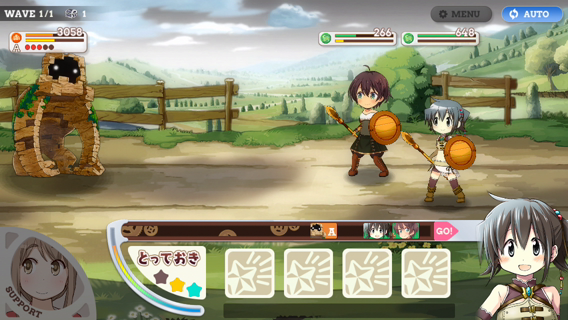 WAVE 1/1 1
MENU
AUTO
3058
A
266
648
A
GO!
とっておき
SUPPORT